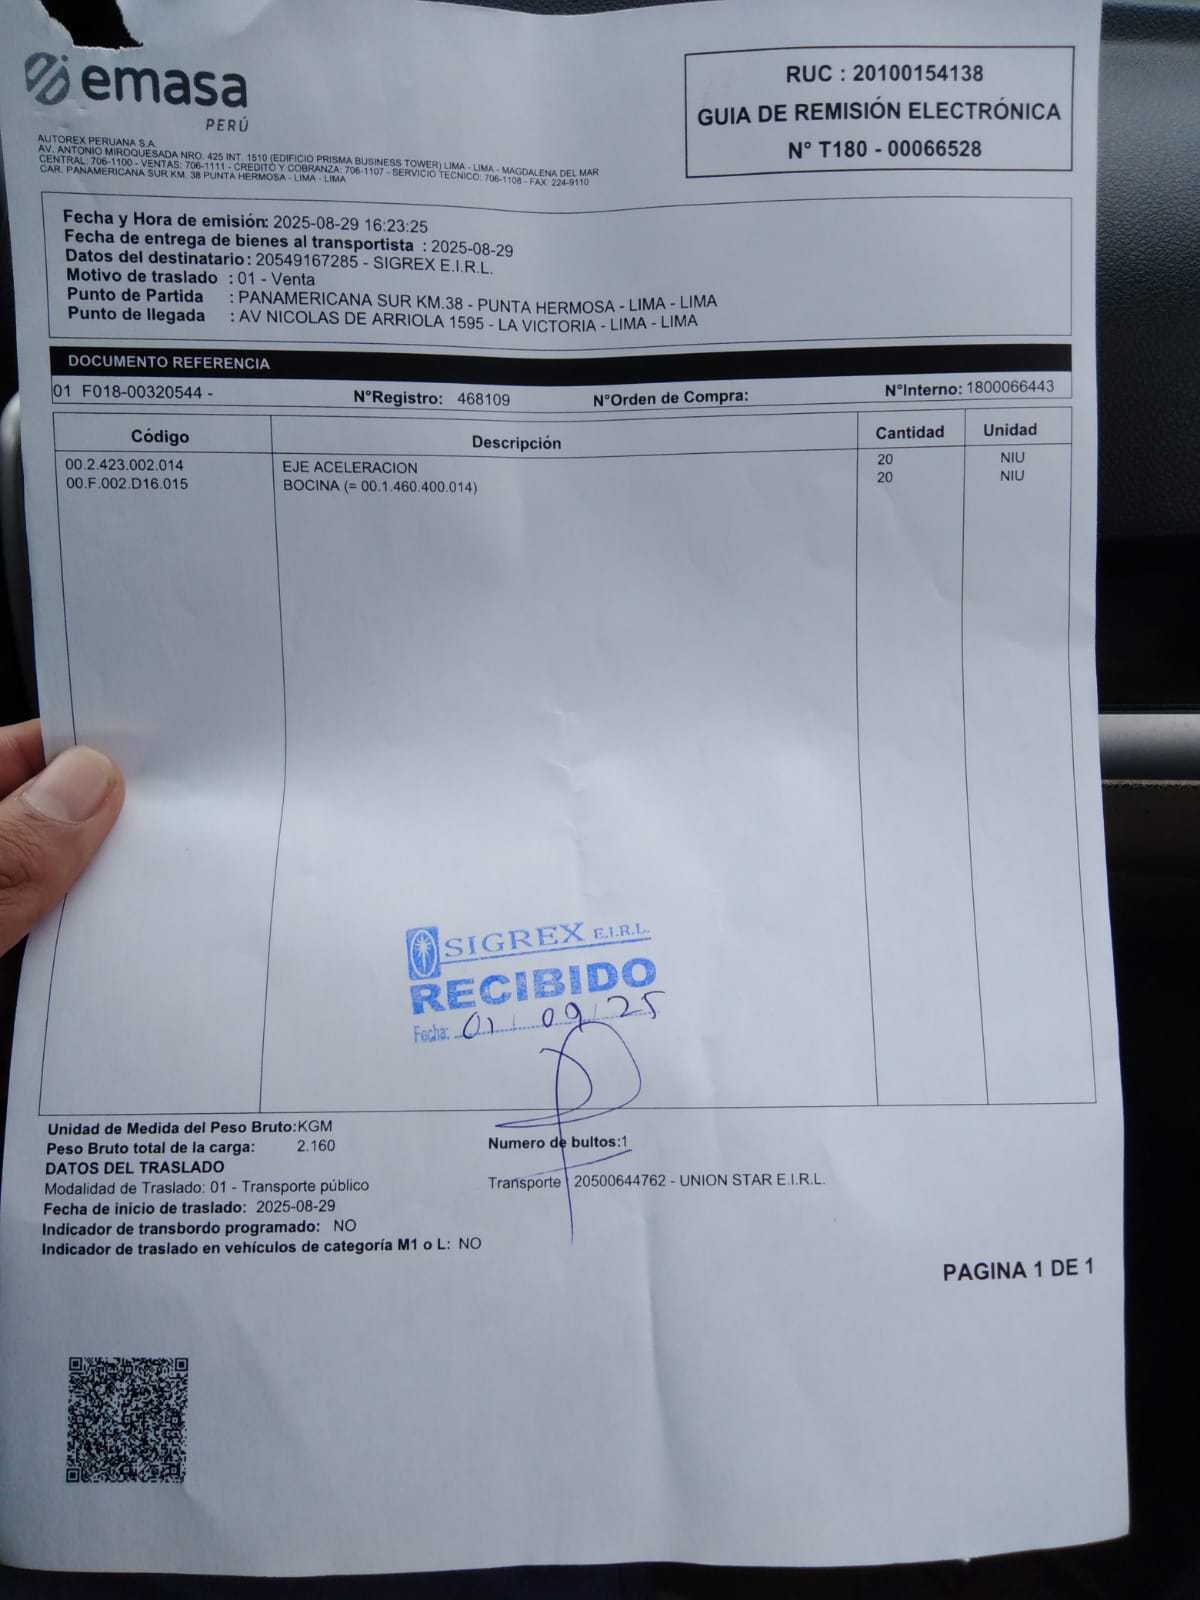 emasa
PERÚ
RUC : 20100154138
GUIA DE REMISIÓN ELECTRÓNICA
N° T180 - 00066528
AUTOREX PERUANA S.A.
AV. ANTONIO MIROQUESADA NRO. 425 INT. 1510 (EDIFICIO PRISMA BUSINESS TOWER) LIMA - LIMA - MAGDALENA DEL MAR
CENTRAL: 706-1100 - VENTAS: 706-1111 - CREDITO Y COBRANZA: 706-1107 - SERVICIO TECNICO: 706-1108 - FAX: 224-9110
CAR. PANAMERICANA SUR KM. 38 PUNTA HERMOSA - LIMA - LIMA
Fecha y Hora de emisión: 2025-08-29 16:23:25
Fecha de entrega de bienes al transportista : 2025-08-29
Datos del destinatario : 20549167285 - SIGREX E.I.R.L.
Motivo de traslado : 01 - Venta
Punto de Partida : PANAMERICANA SUR KM.38 - PUNTA HERMOSA - LIMA - LIMA
Punto de llegada : AV NICOLAS DE ARRIOLA 1595 - LA VICTORIA - LIMA - LIMA
DOCUMENTO REFERENCIA
01 F018-00320544 - N°Registro: 468109 N°Orden de Compra: N°Interno: 1800066443
Código Descripción Cantidad Unidad
00.2.423.002.014 EJE ACELERACION 20 NIU
00.F.002.D16.015 BOCINA (= 00.1.460.400.014) 20 NIU
SIGREX E.I.R.L.
RECIBIDO
Fecha: 01 / 09 / 25
Unidad de Medida del Peso Bruto: KGM
Peso Bruto total de la carga: 2.160 Numero de bultos:1
DATOS DEL TRASLADO
Modalidad de Traslado: 01 - Transporte público Transporte 20500644762 - UNION STAR E.I.R.L.
Fecha de inicio de traslado: 2025-08-29
Indicador de transbordo programado: NO
Indicador de traslado en vehículos de categoría M1 o L: NO
PAGINA 1 DE 1